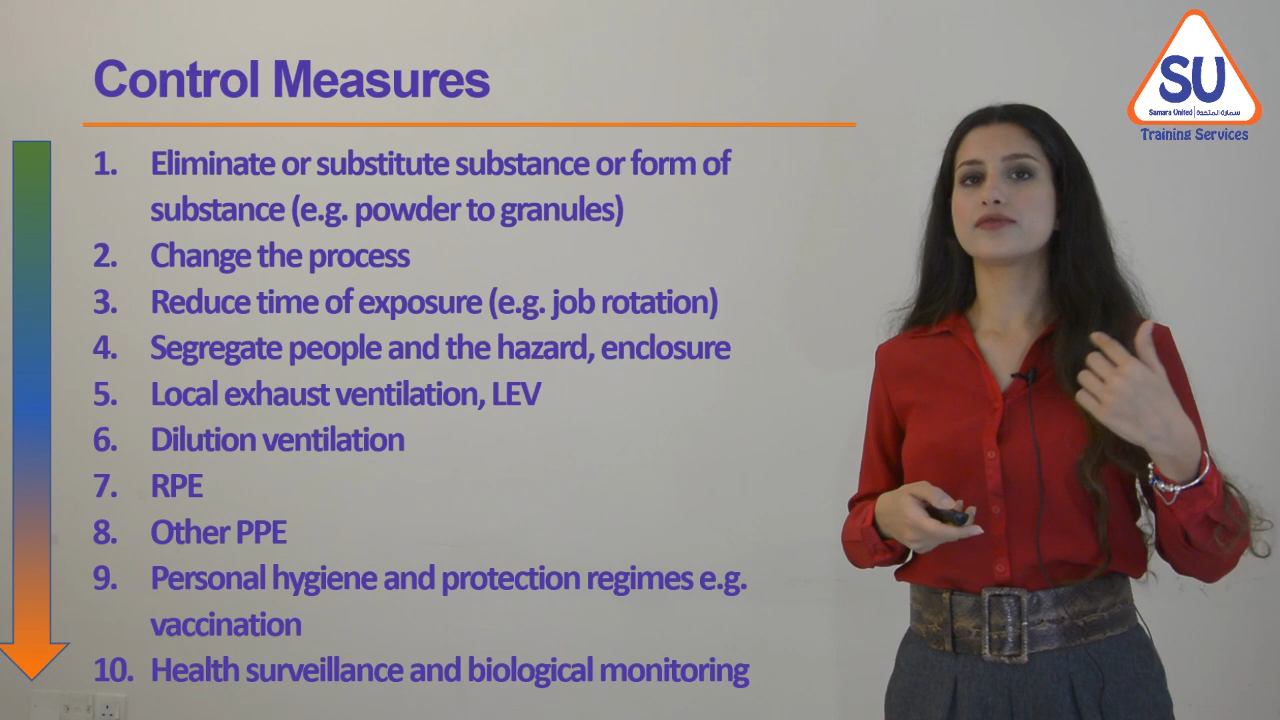 Control Measures
1. Eliminate or substitute substance or form of
substance (e.g. powder to granules)
2. Change the process
3. Reduce time of exposure (e.g. job rotation)
4. Segregate people and the hazard, enclosure
5. Local exhaust ventilation, LEV
6. Dilution ventilation
7. RPE
8. Other PPE
9. Personal hygiene and protection regimes e.g.
vaccination
10. Health surveillance and biological monitoring
SU
Samara United | سمارة المتحدة
Training Services